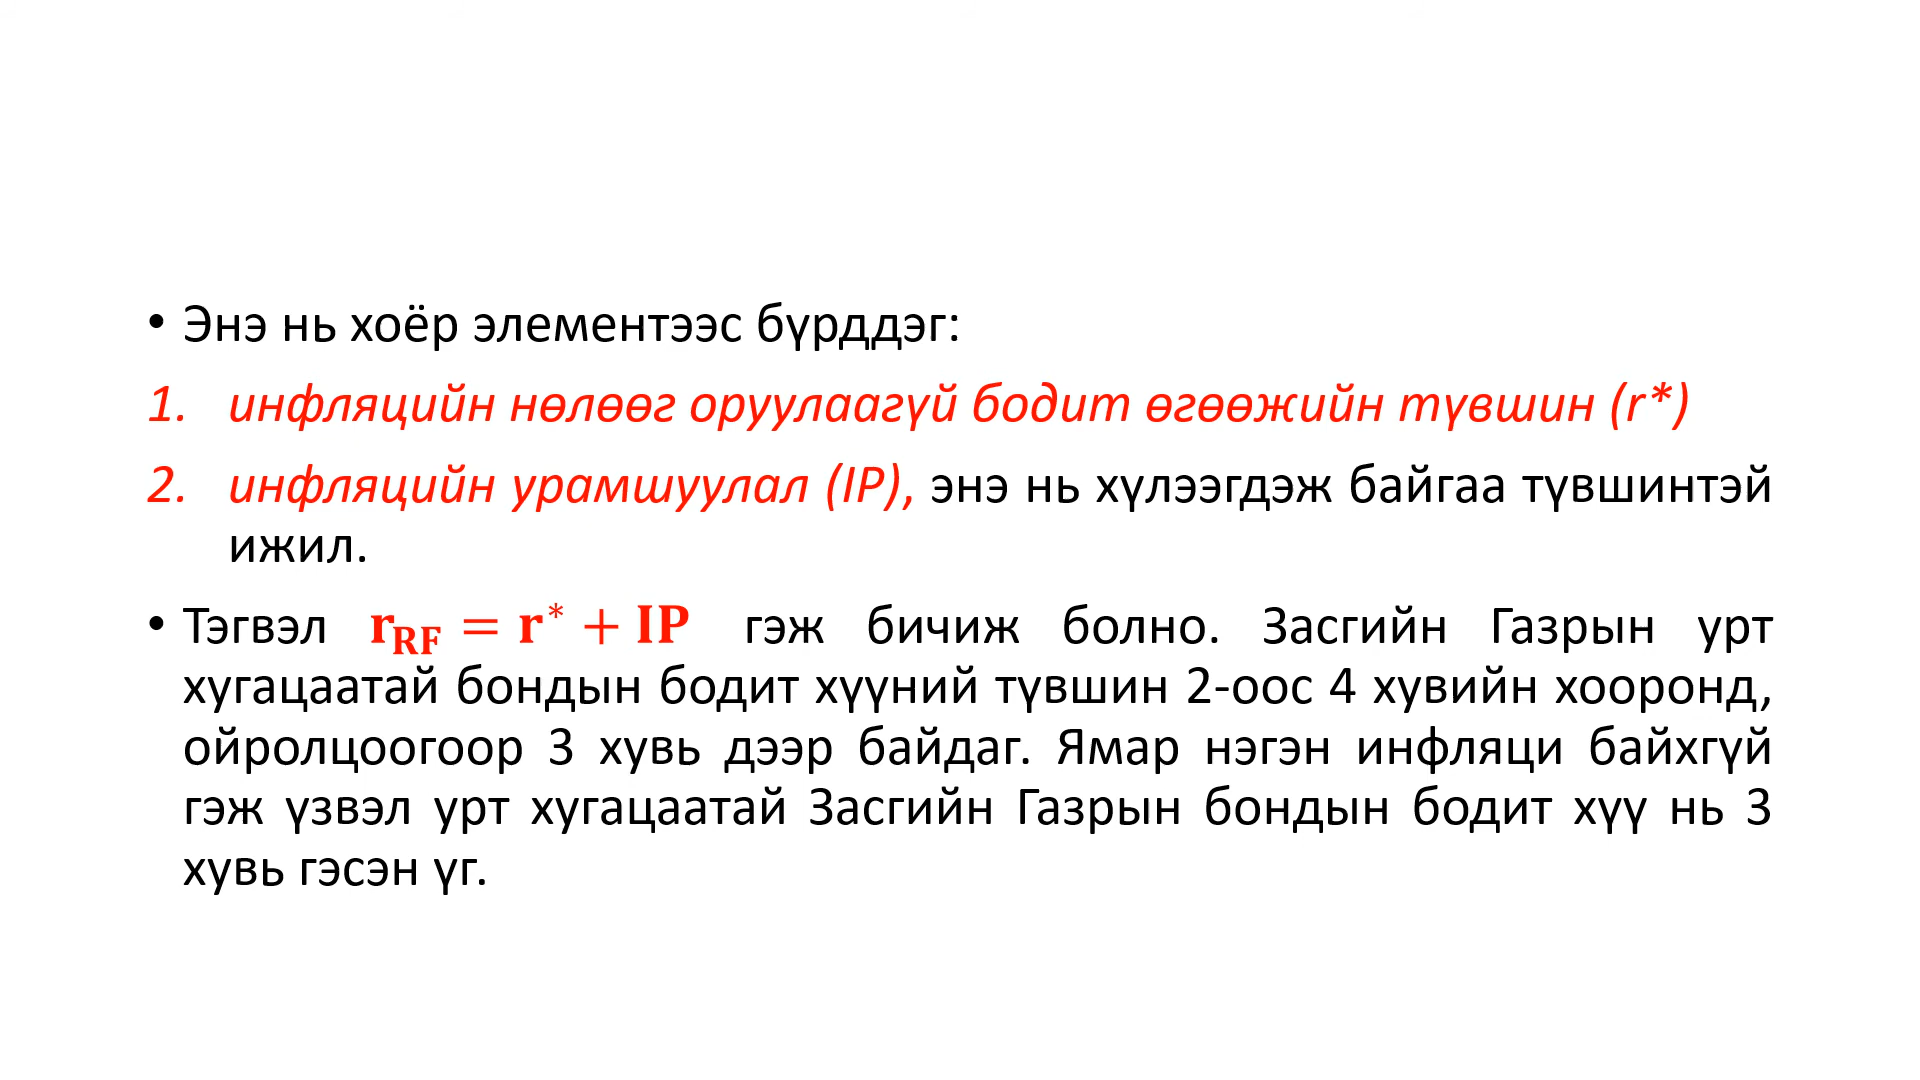 • Энэ нь хоёр элементээс бүрддэг:
1. инфляцийн нөлөөг оруулаагүй бодит өгөөжийн түвшин (r*)
2. инфляцийн урамшуулал (IP), энэ нь хүлээгдэж байгаа түвшинтэй
ижил.
• Тэгвэл r_RF = r* + IP гэж бичиж болно. Засгийн Газрын урт
хугацаатай бондын бодит хүүний түвшин 2-оос 4 хувийн хооронд,
ойролцоогоор 3 хувь дээр байдаг. Ямар нэгэн инфляци байхгүй
гэж үзвэл урт хугацаатай Засгийн Газрын бондын бодит хүү нь 3
хувь гэсэн үг.